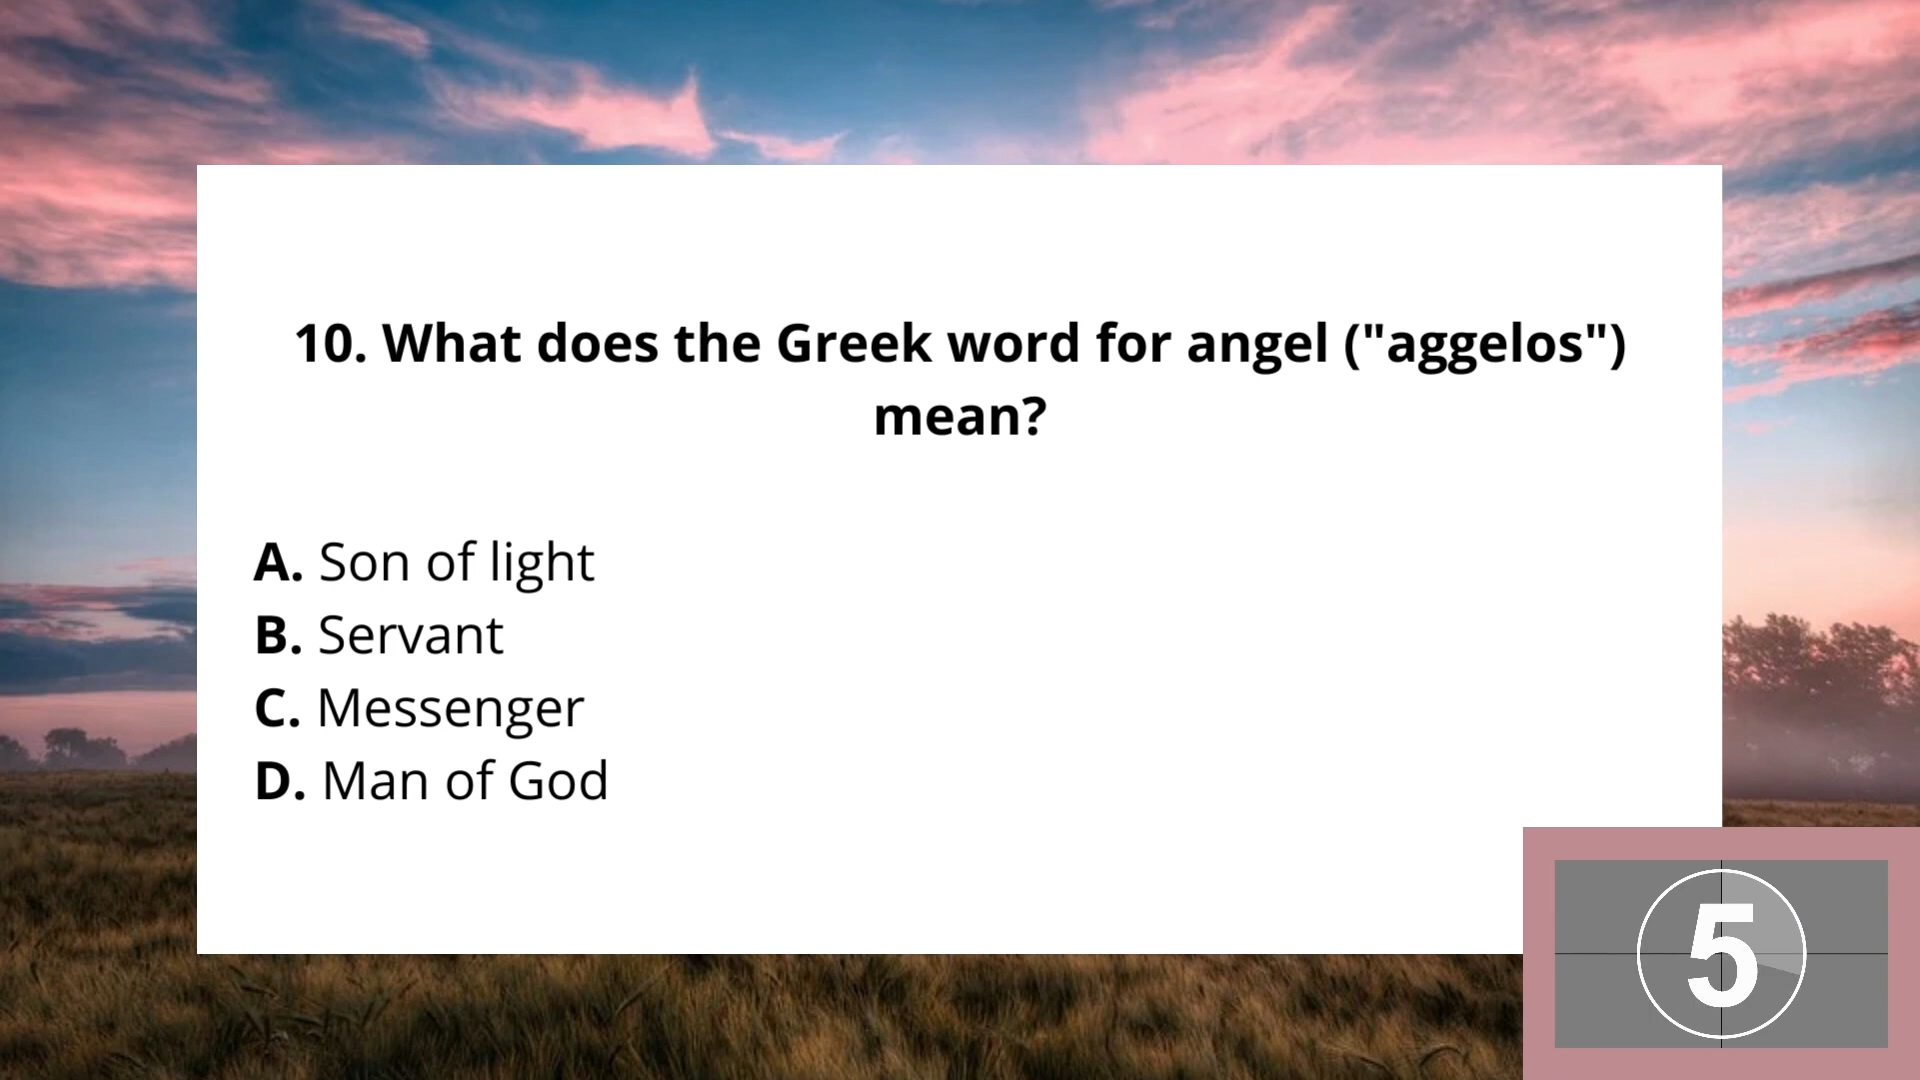 10. What does the Greek word for angel ("aggelos")
mean?
A. Son of light
B. Servant
C. Messenger
D. Man of God
5